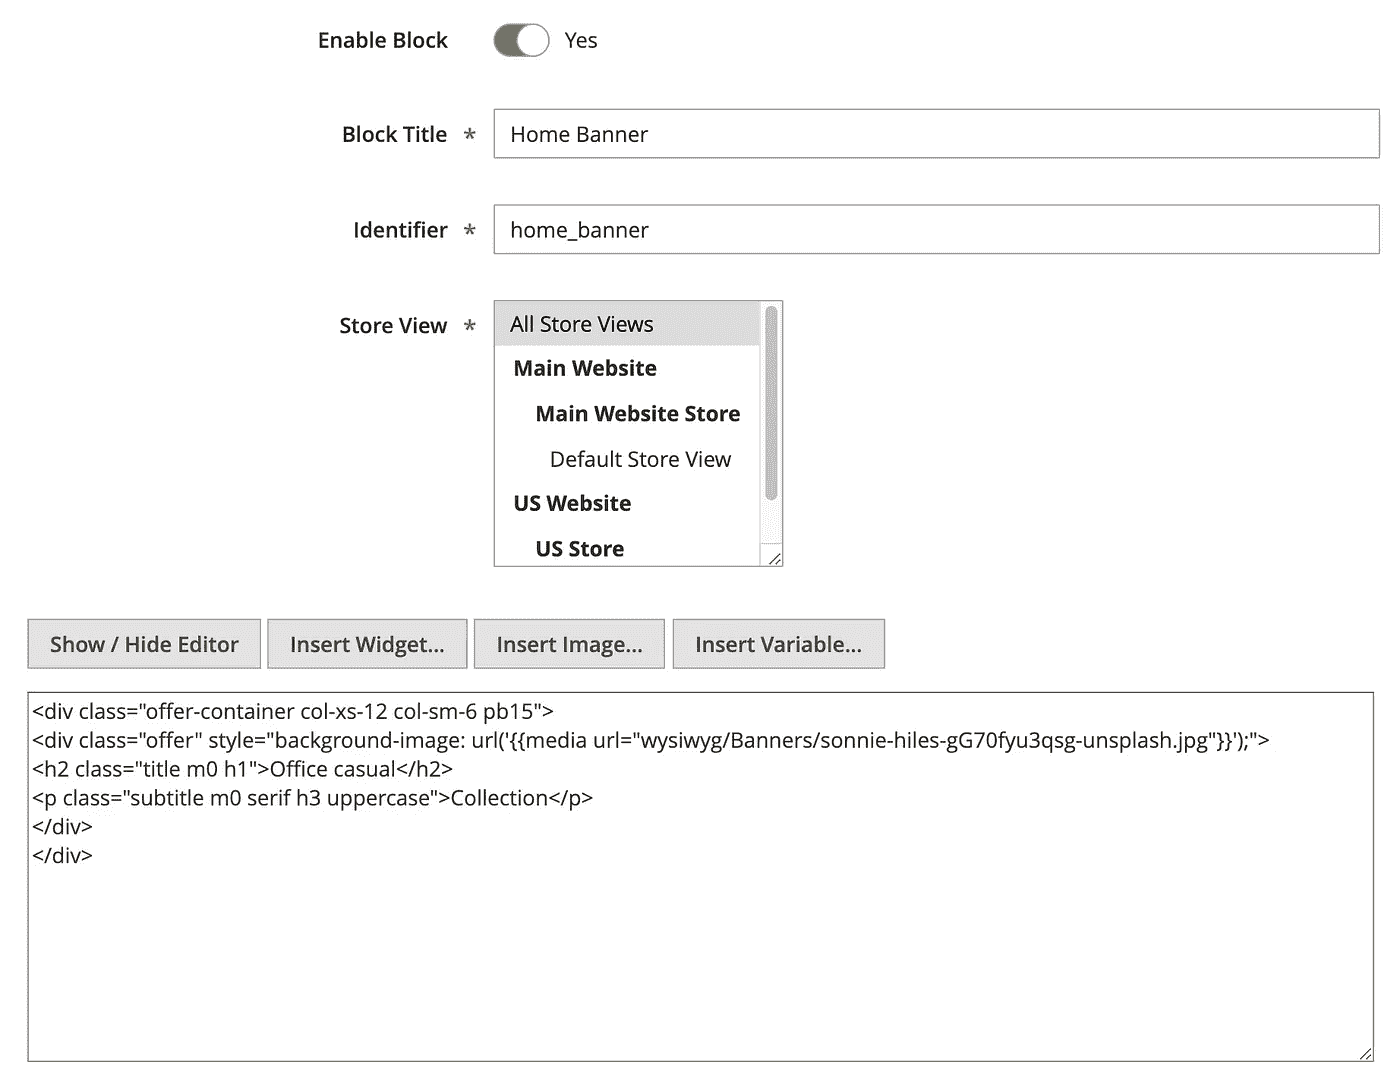 Enable Block Yes
Block Title * Home Banner
Identifier * home_banner
Store View * All Store Views
Main Website
Main Website Store
Default Store View
US Website
US Store
Show / Hide Editor Insert Widget... Insert Image... Insert Variable...
<div class="offer-container col-xs-12 col-sm-6 pb15">
<div class="offer" style="background-image: url('{{media url="wysiwyg/Banners/sonnie-hiles-gG70fyu3qsg-unsplash.jpg"}}');">
<h2 class="title m0 h1">Office casual</h2>
<p class="subtitle m0 serif h3 uppercase">Collection</p>
</div>
</div>